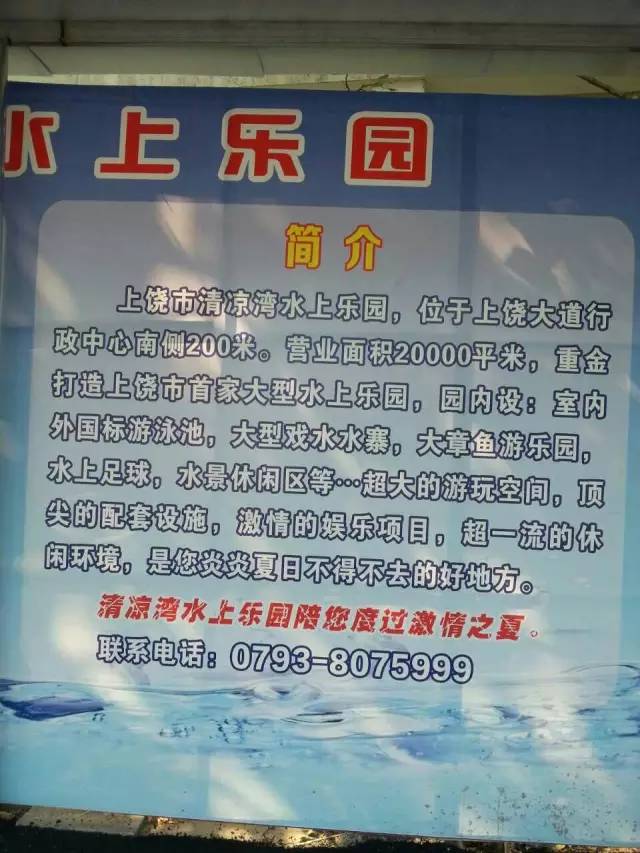 水上乐园
简介
上饶市清凉湾水上乐园，位于上饶大道行
政中心南侧200米。营业面积20000平米，重金
打造上饶市首家大型水上乐园，园内设：室内
外国标游泳池，大型戏水水寨，大章鱼游乐园，
水上足球，水景休闲区等…超大的游玩空间，顶
尖的配套设施，激情的娱乐项目，超一流的休
闲环境，是您炎炎夏日不得不去的好地方。
清凉湾水上乐园陪您度过激情之夏。
联系电话：0793-8075999